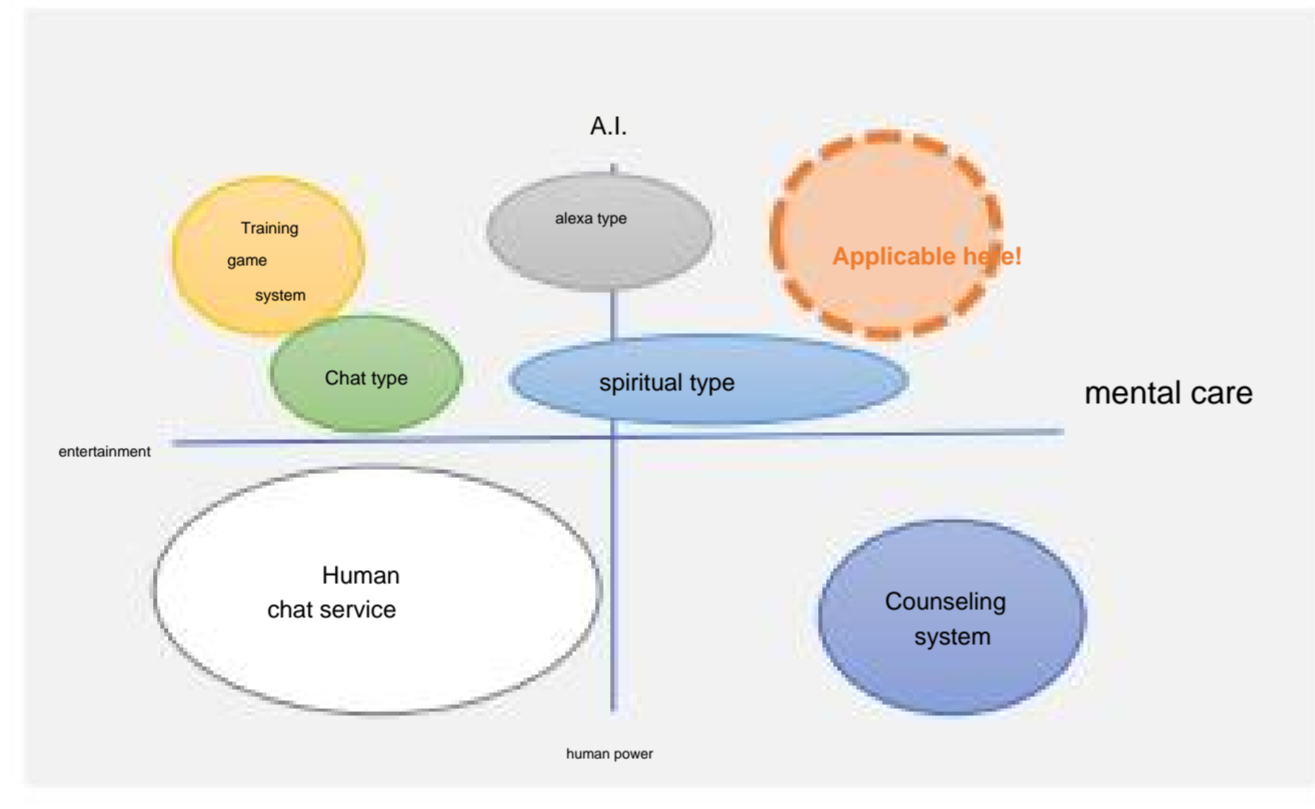 A.I.
Training
game
system
alexa type
Applicable here!
Chat type
spiritual type
mental care
entertainment
Human
chat service
Counseling
system
human power